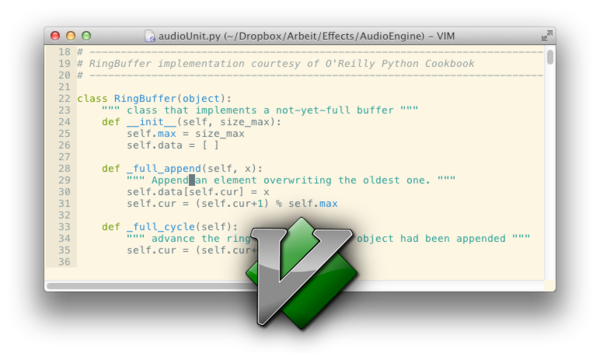 audioUnit.py (~/Dropbox/Arbeit/Effects/AudioEngine) – VIM
18 # ---------------------------------------------------------------------------
19 # RingBuffer implementation courtesy of O'Reilly Python Cookbook
20 # ---------------------------------------------------------------------------
21
22 class RingBuffer(object):
23 """ class that implements a not-yet-full buffer """
24 def __init__(self, size_max):
25 self.max = size_max
26 self.data = [ ]
27
28 def _full_append(self, x):
29 """ Append an element overwriting the oldest one. """
30 self.data[self.cur] = x
31 self.cur = (self.cur+1) % self.max
32
33 def _full_cycle(self):
34 """ advance the ring object had been appended """
35 self.cur = (self.cur
36